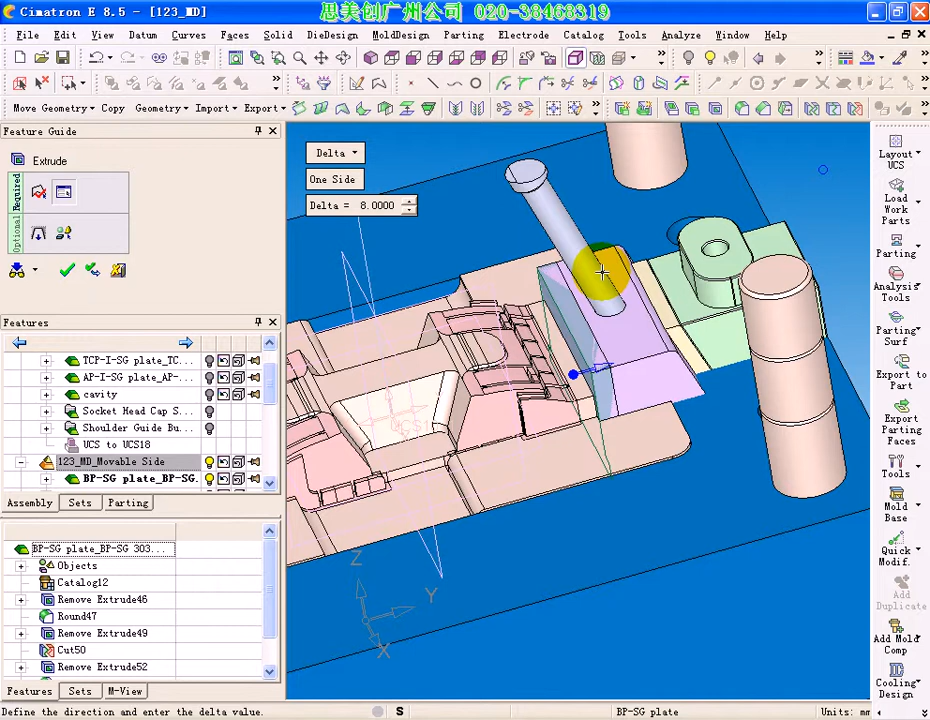 Cimatron E 8.5 - [123_MD]
思美创广州公司 020-38468319
File Edit View Datum Curves Faces Solid DieDesign MoldDesign Parting Electrode Catalog Tools Analyze Window Help
Move Geometry Copy Geometry Import Export
Feature Guide
Extrude
Required
Optional
Delta
One Side
Delta = 8.0000
Features
TCP-I-SG plate_TC...
AP-I-SG plate_AP-...
cavity
Socket Head Cap S...
Shoulder Guide Bu...
UCS to UCS18
123_MD_Movable Side
BP-SG plate_BP-SG.
Assembly Sets Parting
BP-SG plate_BP-SG 303...
Objects
Catalog12
Remove Extrude46
Round47
Remove Extrude49
Cut50
Remove Extrude52
Features Sets M-View
UCS1
Z
Y
X
Layout UCS
Load Work Parts
Parting
Analysis Tools
Parting Surf
Export to Part
Export Parting Faces
Tools
Mold Base
Quick Modif.
Add Duplicate
Add Mold Comp
Cooling Design
Define the direction and enter the delta value.
S
BP-SG plate
Units: mm